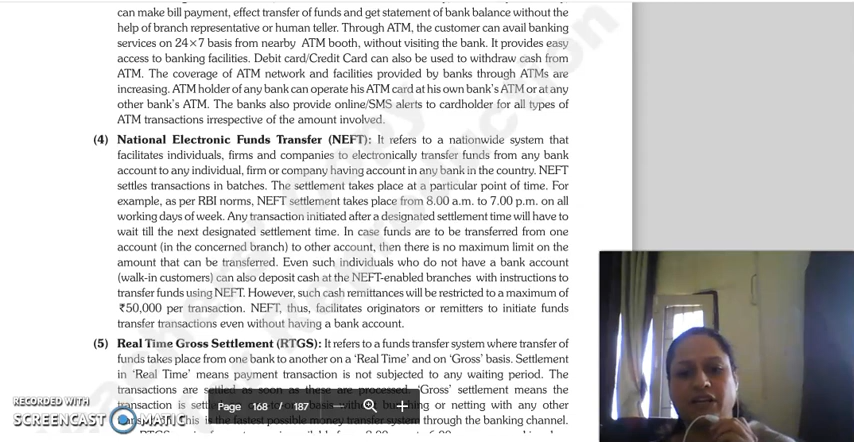 can make bill payment, effect transfer of funds and get statement of bank balance without the
help of branch representative or human teller. Through ATM, the customer can avail banking
services on 24×7 basis from nearby ATM booth, without visiting the bank. It provides easy
access to banking facilities. Debit card/Credit Card can also be used to withdraw cash from
ATM. The coverage of ATM network and facilities provided by banks through ATMs are
increasing. ATM holder of any bank can operate his ATM card at his own bank's ATM or at any
other bank's ATM. The banks also provide online/SMS alerts to cardholder for all types of
ATM transactions irrespective of the amount involved.
(4) National Electronic Funds Transfer (NEFT): It refers to a nationwide system that
facilitates individuals, firms and companies to electronically transfer funds from any bank
account to any individual, firm or company having account in any bank in the country. NEFT
settles transactions in batches. The settlement takes place at a particular point of time. For
example, as per RBI norms, NEFT settlement takes place from 8.00 a.m. to 7.00 p.m. on all
working days of week. Any transaction initiated after a designated settlement time will have to
wait till the next designated settlement time. In case funds are to be transferred from one
account (in the concerned branch) to other account, then there is no maximum limit on the
amount that can be transferred. Even such individuals who do not have a bank account
(walk-in customers) can also deposit cash at the NEFT-enabled branches with instructions to
transfer funds using NEFT. However, such cash remittances will be restricted to a maximum of
₹50,000 per transaction. NEFT, thus, facilitates originators or remitters to initiate funds
transfer transactions even without having a bank account.
(5) Real Time Gross Settlement (RTGS): It refers to a funds transfer system where transfer of
funds takes place from one bank to another on a 'Real Time' and on 'Gross' basis. Settlement
in 'Real Time' means payment transaction is not subjected to any waiting period. The
transactions are settled as soon as these are processed. 'Gross' settlement means the
transaction is basis or netting with any other
This is the fastest possible money transfer system through the banking channel.
Page 168 / 187
RECORDED WITH
SCREENCAST MATIC